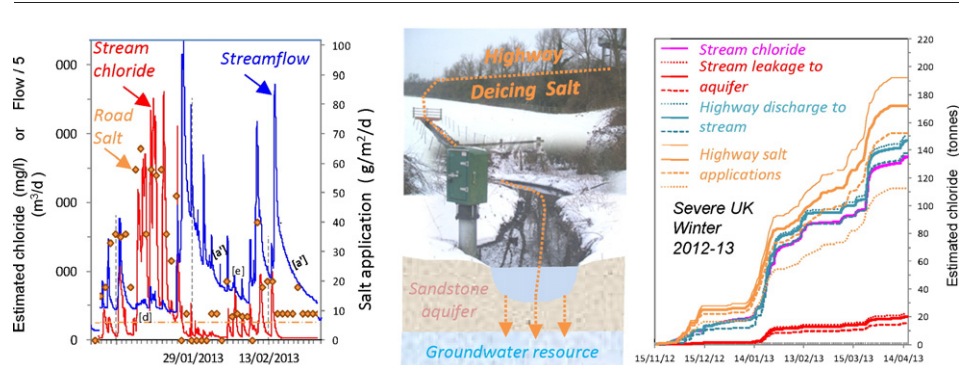 Estimated chloride (mg/l) or Flow / 5
(m³/d)
000
000
000
0
Stream
chloride
Road
Salt
Streamflow
[d]
[a']
[e]
[a']
29/01/2013
13/02/2013
100
90
80
70
60
50
40
30
20
10
0
Salt application (g/m²/d)
Highway
Deicing Salt
Sandstone
aquifer
Groundwater resource
Stream chloride
Stream leakage to
aquifer
Highway discharge to
stream
Highway salt
applications
Severe UK
Winter
2012-13
220
200
180
160
140
120
100
80
60
40
20
0
Estimated chloride (tonnes)
15/11/12
15/12/12
14/01/13
13/02/13
15/03/13
14/04/13